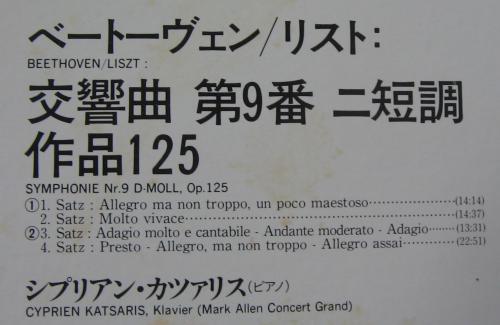 ベートーヴェン/リスト:
BEETHOVEN/LISZT :
交響曲 第9番 ニ短調
作品125
SYMPHONIE Nr.9 D-MOLL, Op.125
①1. Satz : Allegro ma non troppo, un poco maestoso……………………(14:14)
2. Satz : Molto vivace……………………………………………………(14:37)
②3. Satz : Adagio molto e cantabile - Andante moderato - Adagio……(13:31)
4. Satz : Presto - Allegro, ma non troppo - Allegro assai………………(22:51)
シプリアン・カツァリス(ピアノ)
CYPRIEN KATSARIS, Klavier (Mark Allen Concert Grand)